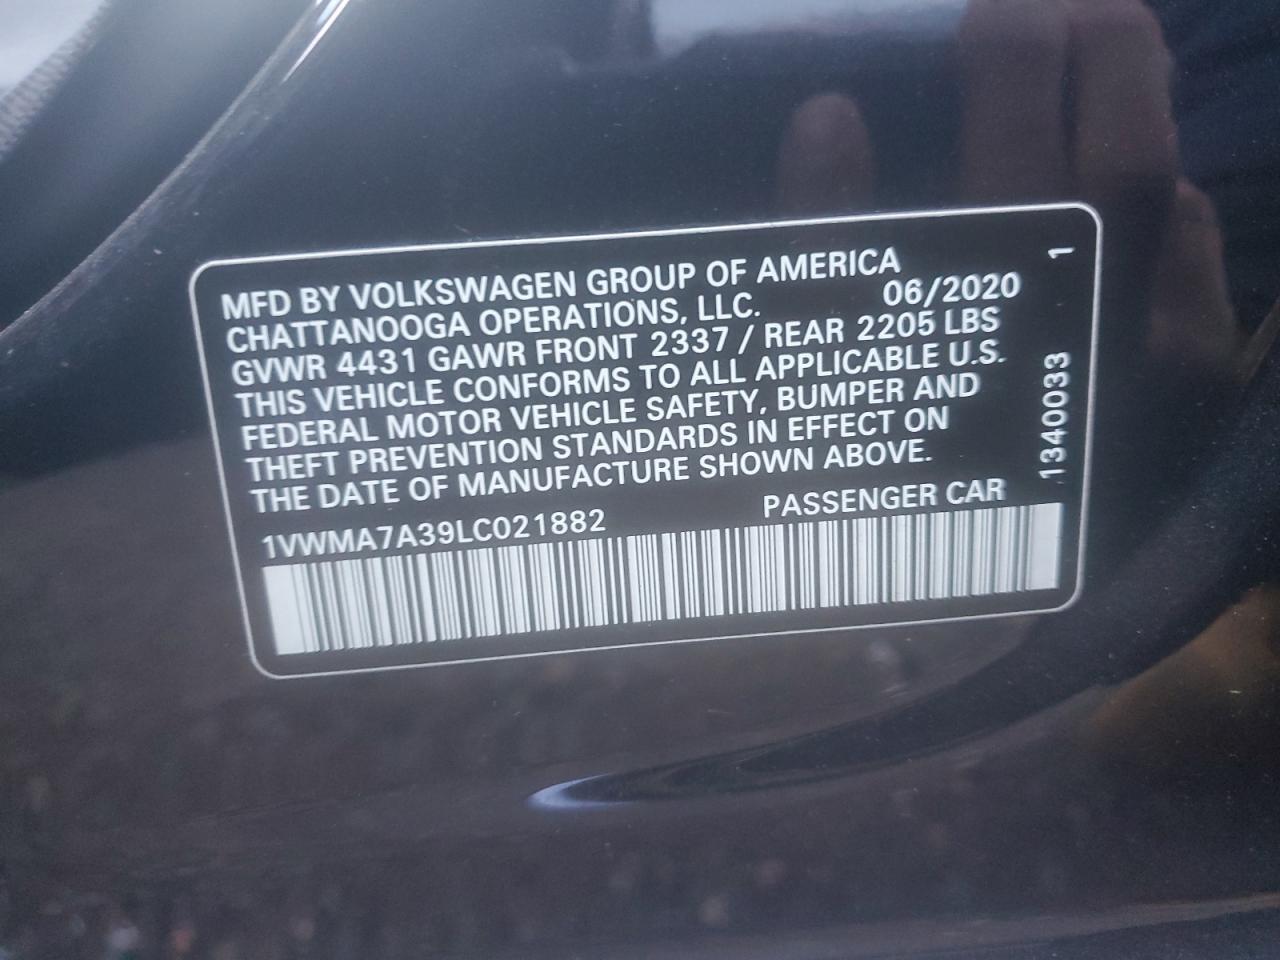 MFD BY VOLKSWAGEN GROUP OF AMERICA
CHATTANOOGA OPERATIONS, LLC. 06/2020
GVWR 4431 GAWR FRONT 2337 / REAR 2205 LBS
THIS VEHICLE CONFORMS TO ALL APPLICABLE U.S.
FEDERAL MOTOR VEHICLE SAFETY, BUMPER AND
THEFT PREVENTION STANDARDS IN EFFECT ON
THE DATE OF MANUFACTURE SHOWN ABOVE.
1VWMA7A39LC021882 PASSENGER CAR
1340033 1